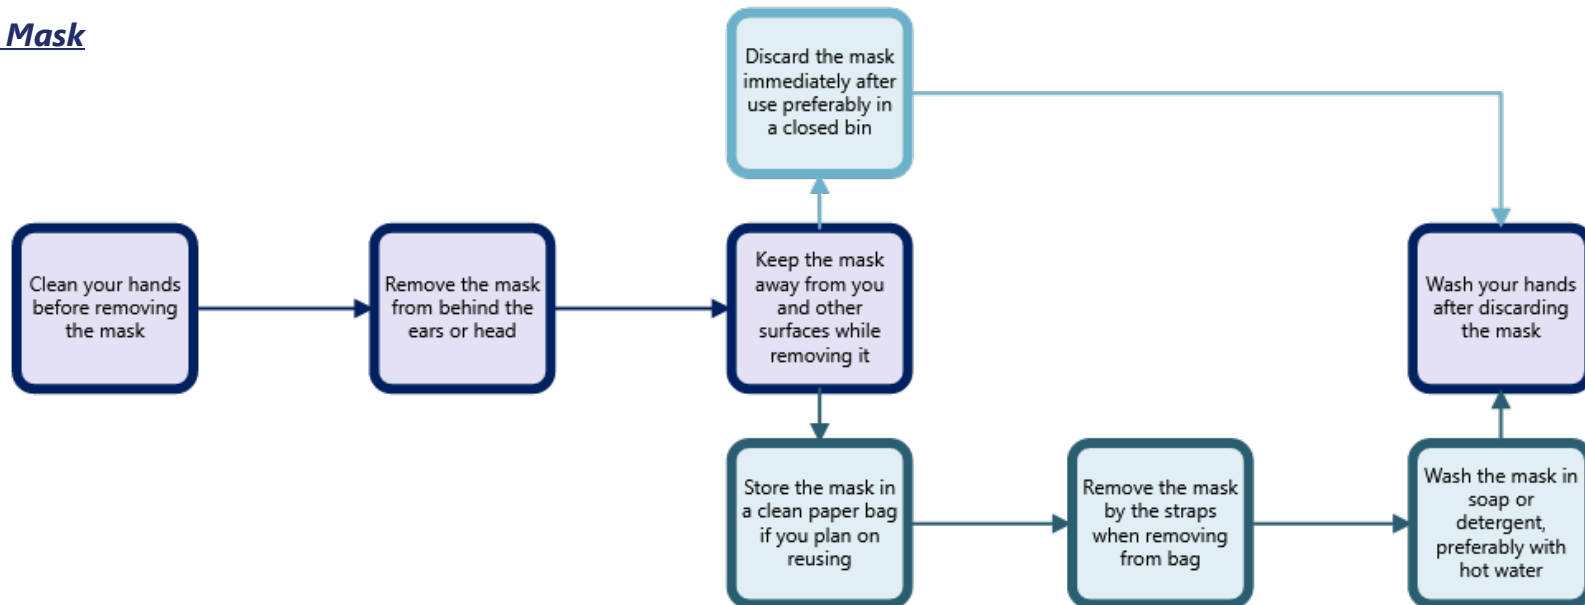 Mask
Discard the mask
immediately after
use preferably in
a closed bin
Clean your hands
before removing
the mask
Remove the mask
from behind the
ears or head
Keep the mask
away from you
and other
surfaces while
removing it
Wash your hands
after discarding
the mask
Store the mask in
a clean paper bag
if you plan on
reusing
Remove the mask
by the straps
when removing
from bag
Wash the mask in
soap or
detergent,
preferably with
hot water